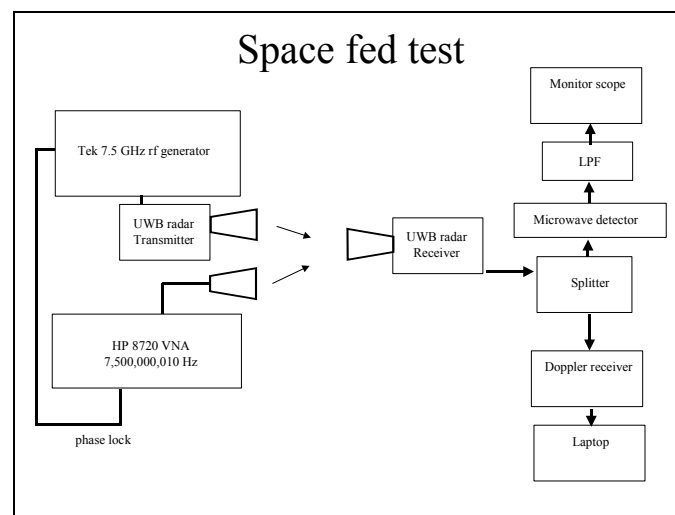 Space fed test
Tek 7.5 GHz rf generator
UWB radar
Transmitter
HP 8720 VNA
7,500,000,010 Hz
phase lock
UWB radar
Receiver
Monitor scope
LPF
Microwave detector
Splitter
Doppler receiver
Laptop